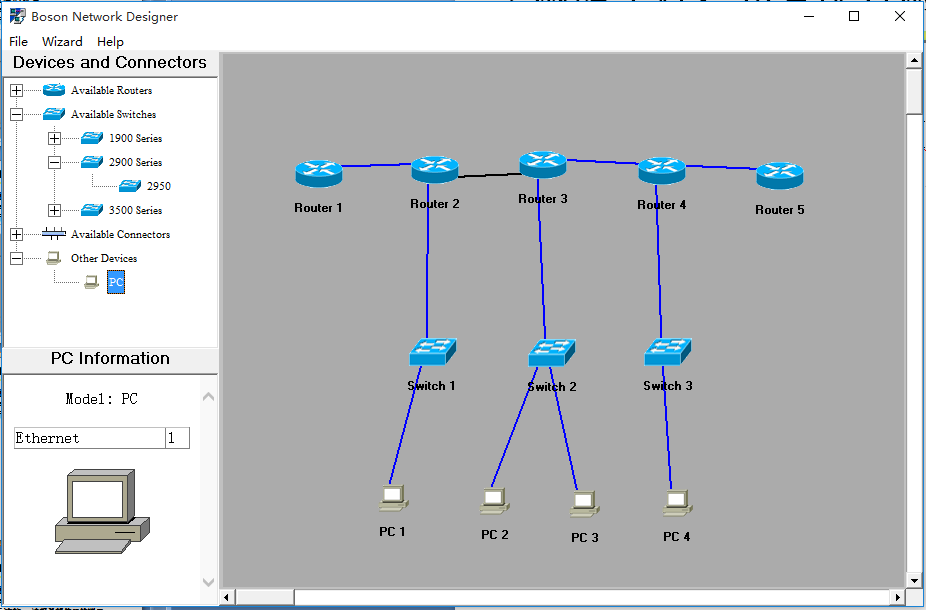 Boson Network Designer
File Wizard Help
Devices and Connectors
Available Routers
Available Switches
1900 Series
2900 Series
2950
3500 Series
Available Connectors
Other Devices
PC
PC Information
Model: PC
Ethernet 1
Router 1
Router 2
Router 3
Router 4
Router 5
Switch 1
Switch 2
Switch 3
PC 1
PC 2
PC 3
PC 4